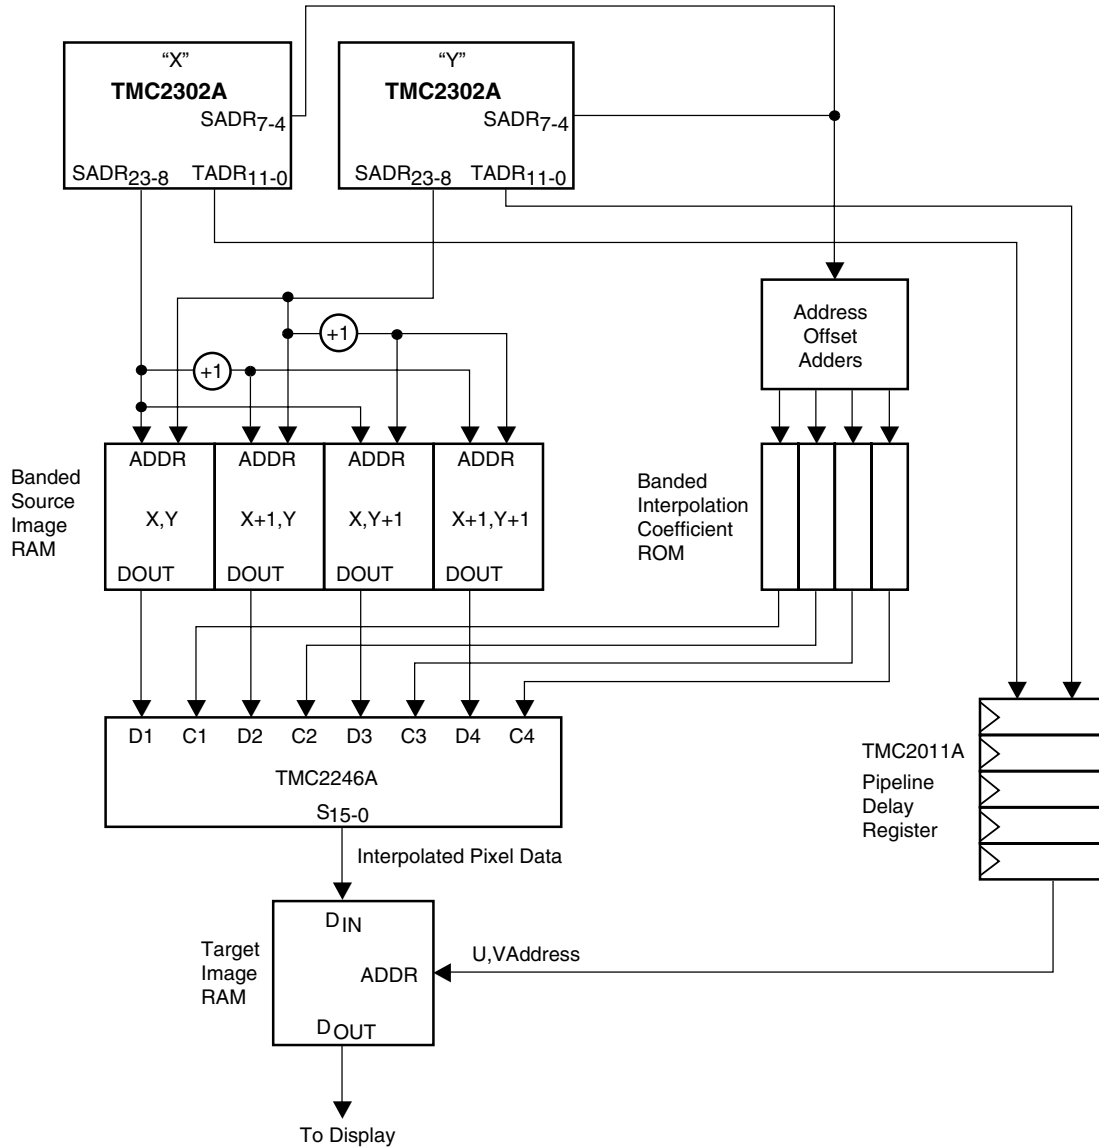 “X”
TMC2302A
SADR7-4
SADR23-8 TADR11-0
“Y”
TMC2302A
SADR7-4
SADR23-8 TADR11-0
+1
+1
Address
Offset
Adders
Banded
Source
Image
RAM
ADDR ADDR ADDR ADDR
X,Y X+1,Y X,Y+1 X+1,Y+1
DOUT DOUT DOUT DOUT
Banded
Interpolation
Coefficient
ROM
D1 C1 D2 C2 D3 C3 D4 C4
TMC2246A
S15-0
TMC2011A
Pipeline
Delay
Register
Interpolated Pixel Data
Target
Image
RAM
DIN
ADDR
DOUT
U,VAddress
To Display